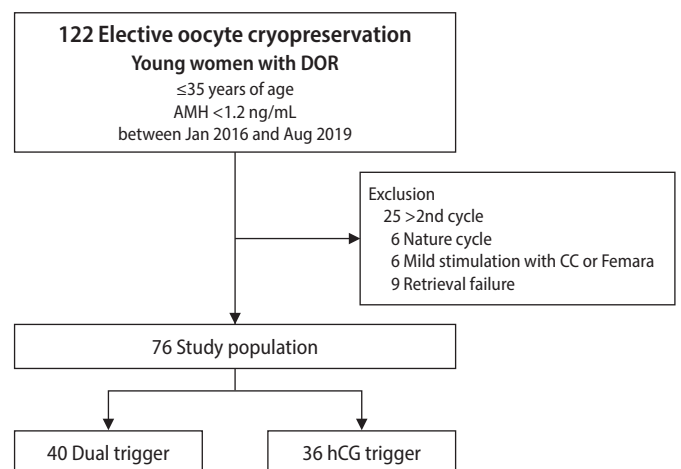 122 Elective oocyte cryopreservation
Young women with DOR
≤35 years of age
AMH <1.2 ng/mL
between Jan 2016 and Aug 2019
Exclusion
25 >2nd cycle
6 Nature cycle
6 Mild stimulation with CC or Femara
9 Retrieval failure
76 Study population
40 Dual trigger
36 hCG trigger